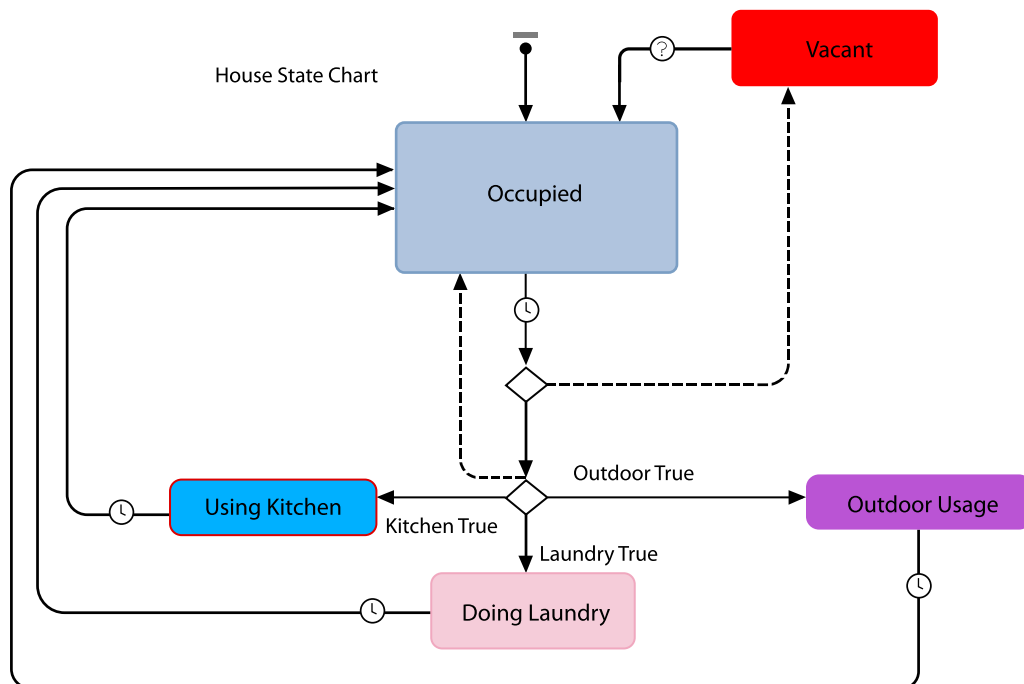 Vacant
?
House State Chart
Occupied
Outdoor True
Using Kitchen
Outdoor Usage
Kitchen True
Laundry True
Doing Laundry